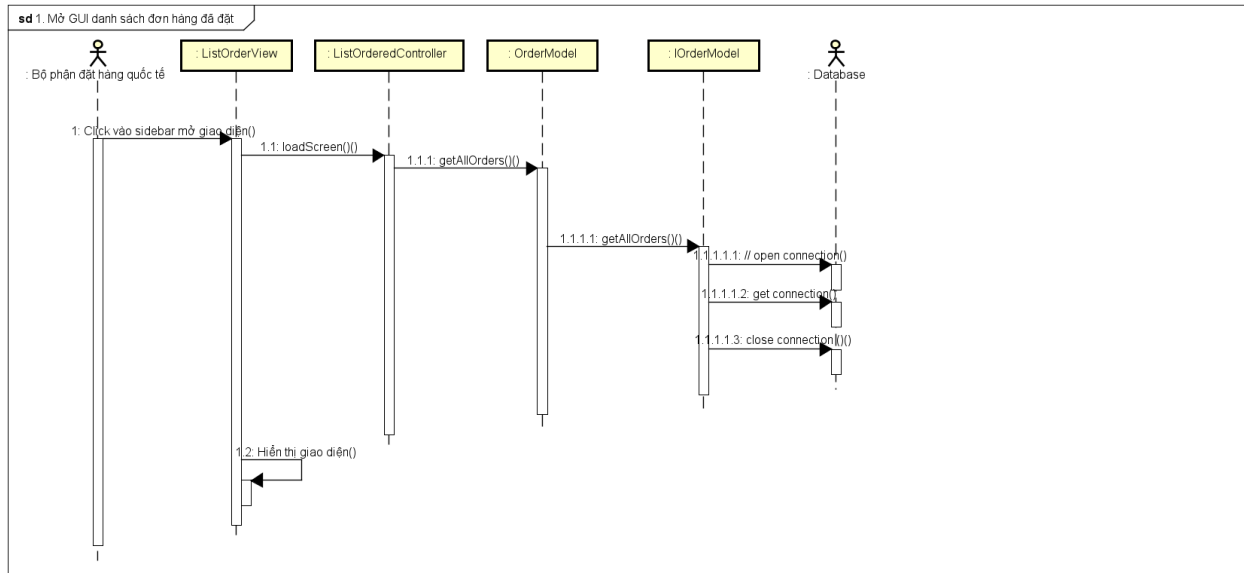 sd 1. Mở GUI danh sách đơn hàng đã đặt
: Bộ phận đặt hàng quốc tế
: ListOrderView
: ListOrderedController
: OrderModel
: IOrderModel
: Database
1: Click vào sidebar mở giao diện()
1.1: loadScreen()()
1.1.1: getAllOrders()()
1.1.1.1: getAllOrders()()
1.1.1.1.1: // open connection()
1.1.1.1.2: get connection()
1.1.1.1.3: close connection ()()
1.2: Hiển thị giao diện()